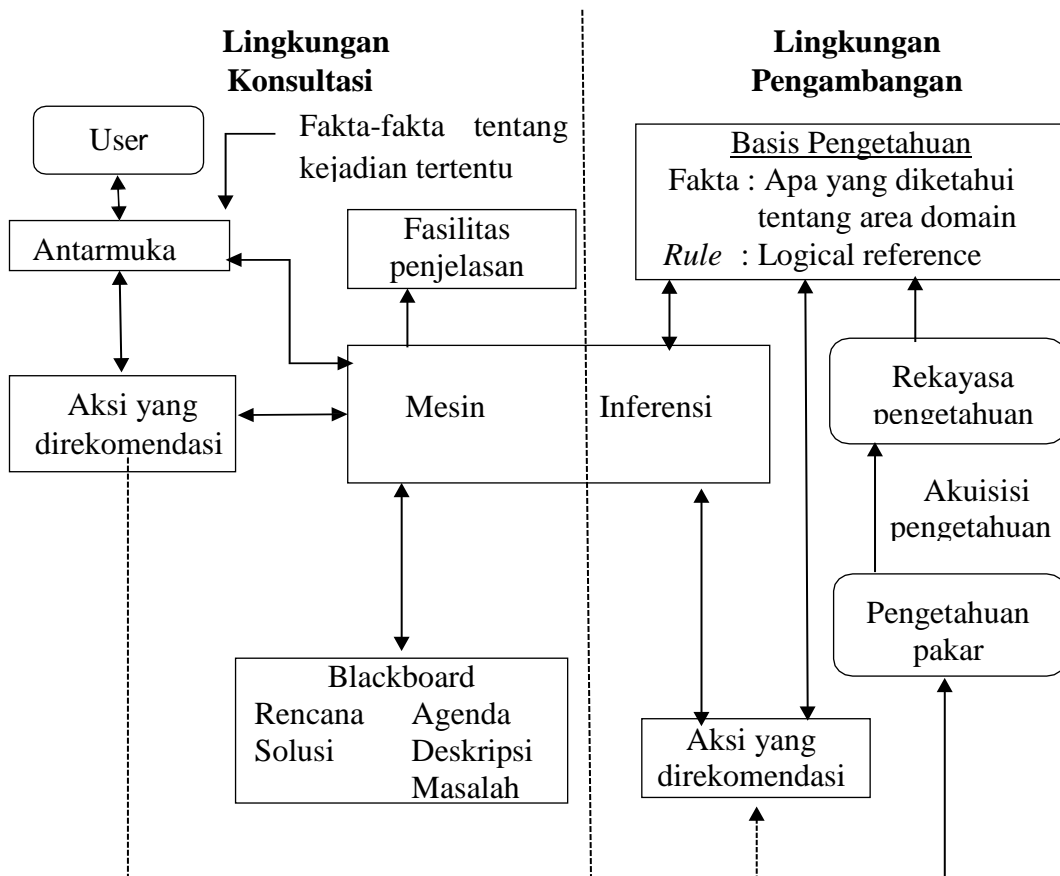 Lingkungan
Konsultasi
Lingkungan
Pengambangan
User
Fakta-fakta tentang
kejadian tertentu
Basis Pengetahuan
Fakta : Apa yang diketahui
tentang area domain
Rule : Logical reference
Antarmuka
Fasilitas
penjelasan
Aksi yang
direkomendasi
Mesin Inferensi
Rekayasa
pengetahuan
Akuisisi
pengetahuan
Pengetahuan
pakar
Blackboard
Rencana Agenda
Solusi Deskripsi
Masalah
Aksi yang
direkomendasi